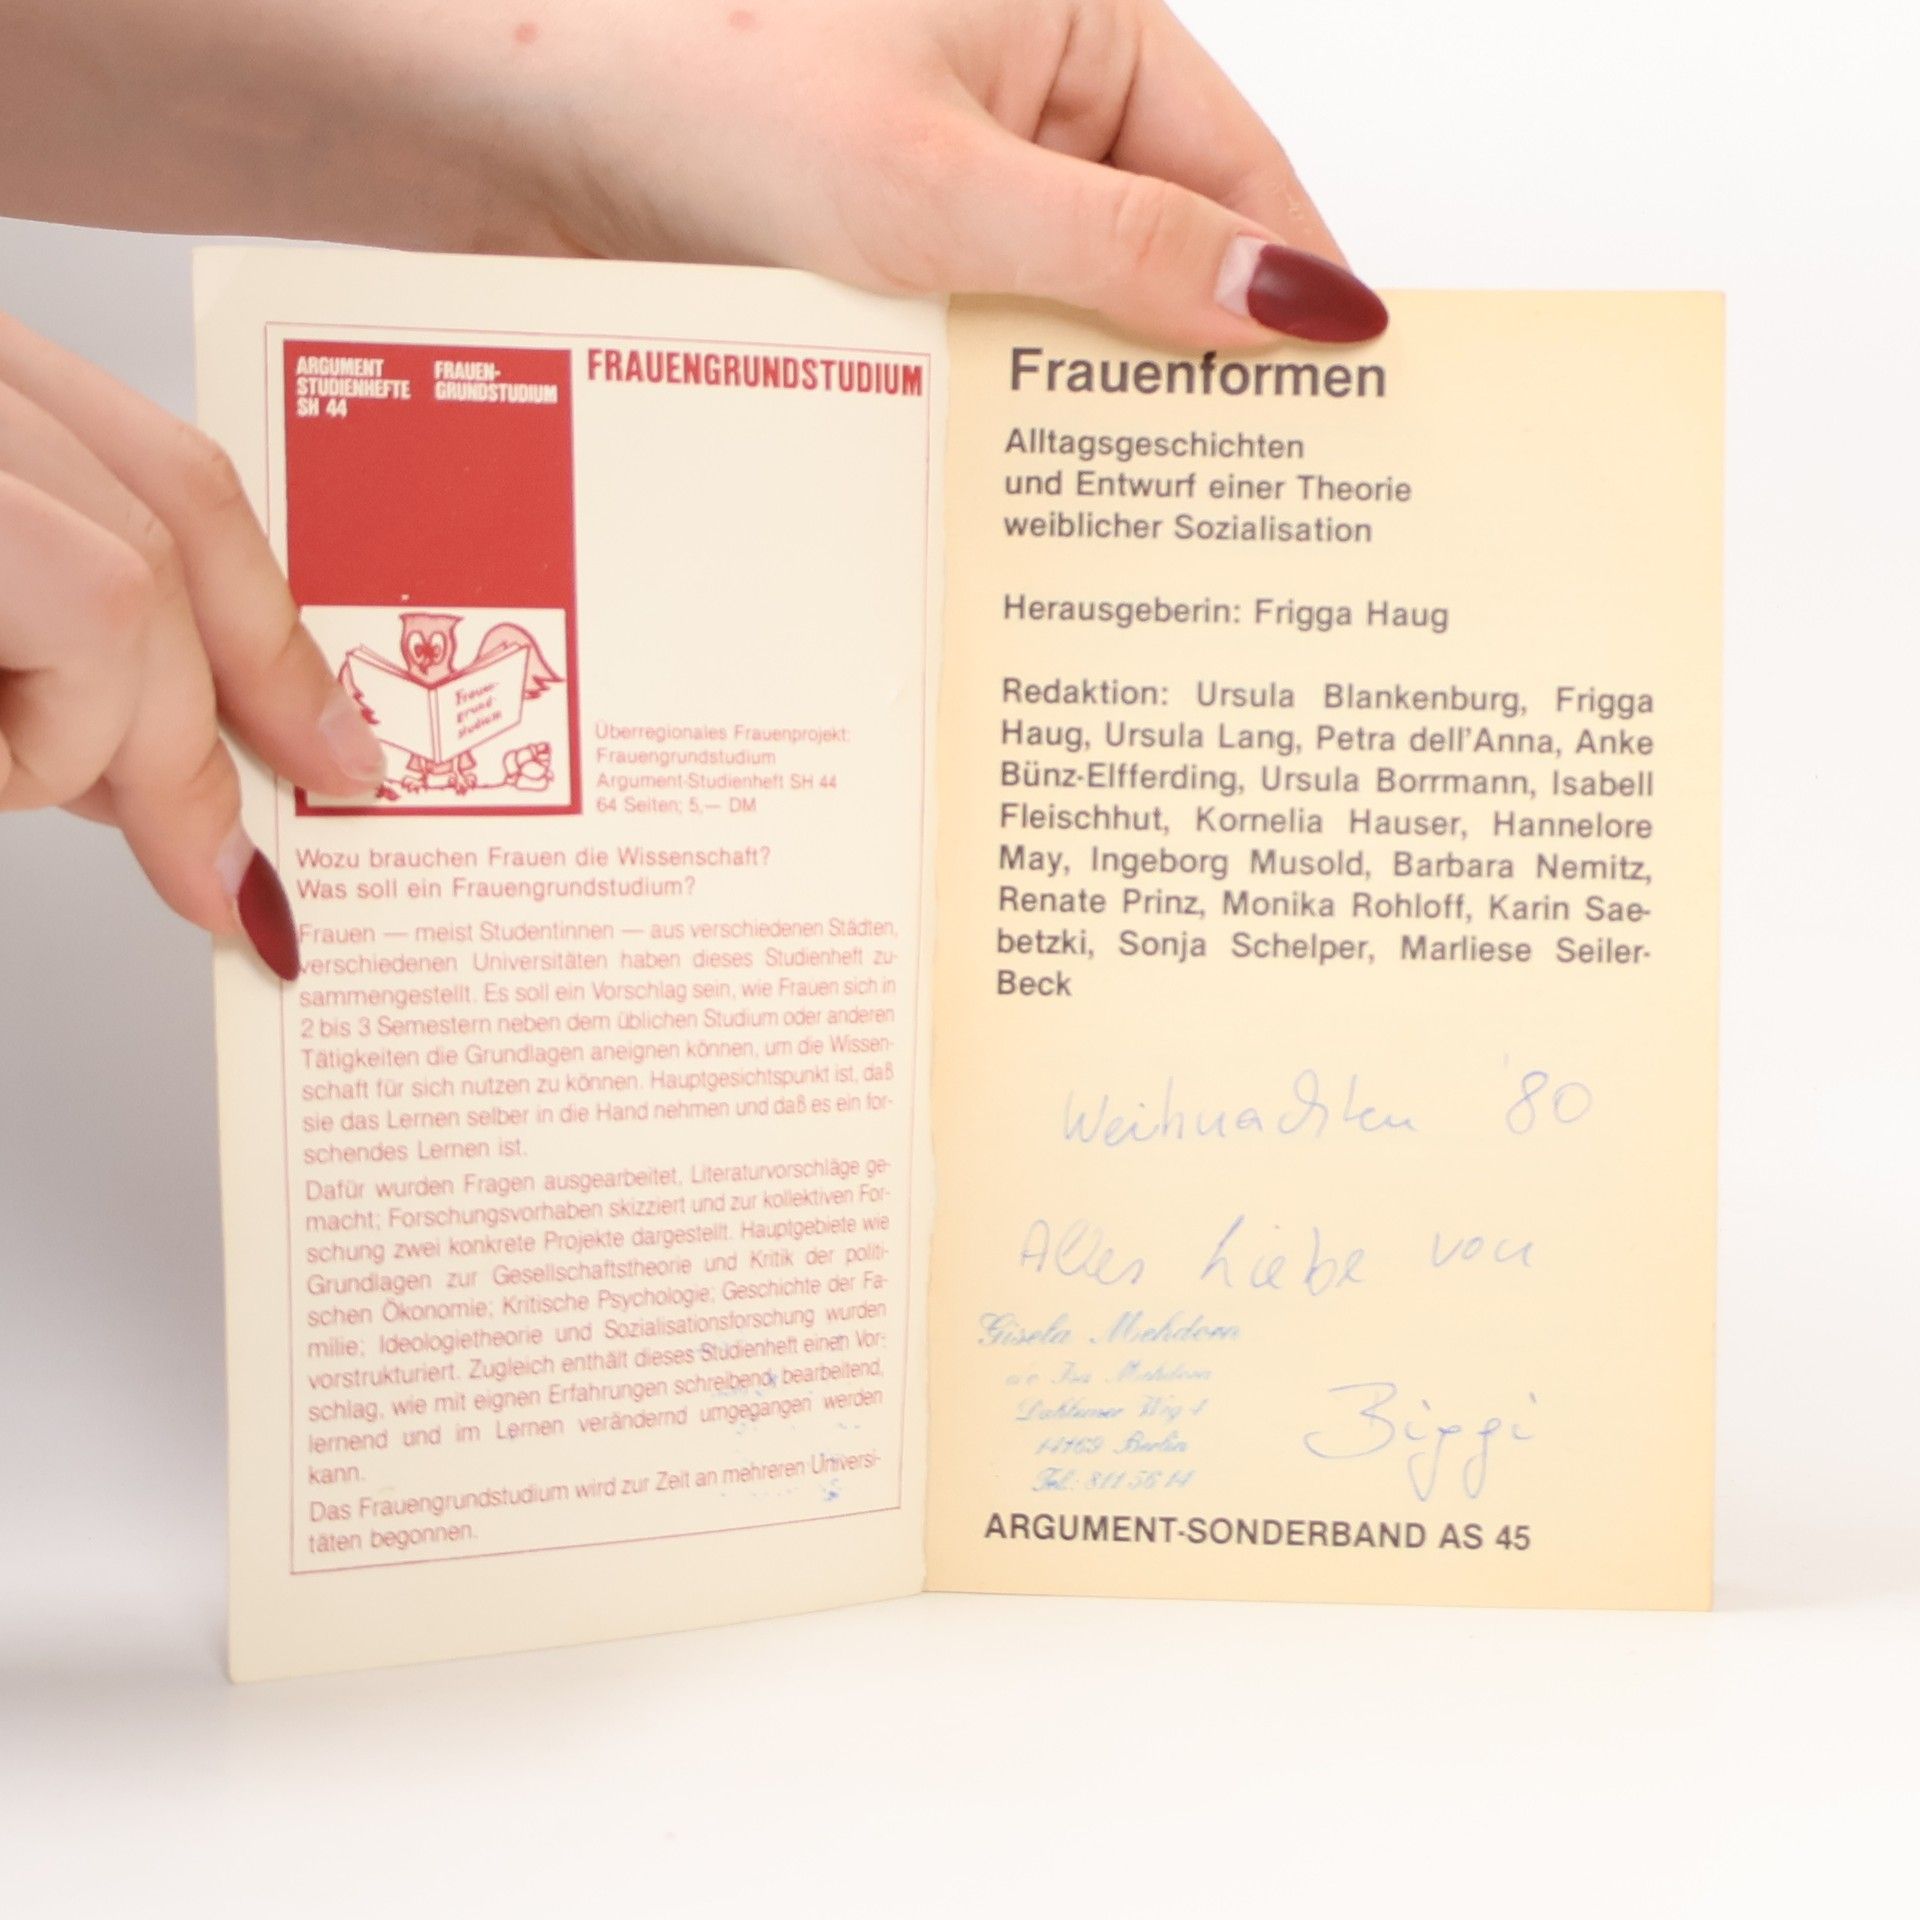 ARGUMENT
STUDIENHEFTE
SH 44
FRAUEN-
GRUNDSTUDIUM
FRAUENGRUNDSTUDIUM
Frauen-
Grund-
studium
Überregionales Frauenprojekt:
Frauengrundstudium
Argument-Studienheft SH 44
64 Seiten; 5,— DM
Wozu brauchen Frauen die Wissenschaft?
Was soll ein Frauengrundstudium?
Frauen — meist Studentinnen — aus verschiedenen Städten,
verschiedenen Universitäten haben dieses Studienheft zu-
sammengestellt. Es soll ein Vorschlag sein, wie Frauen sich in
2 bis 3 Semestern neben dem üblichen Studium oder anderen
Tätigkeiten die Grundlagen aneignen können, um die Wissen-
schaft für sich nutzen zu können. Hauptgesichtspunkt ist, daß
sie das Lernen selber in die Hand nehmen und daß es ein for-
schendes Lernen ist.
Dafür wurden Fragen ausgearbeitet, Literaturvorschläge ge-
macht; Forschungsvorhaben skizziert und zur kollektiven For-
schung zwei konkrete Projekte dargestellt. Hauptgebiete wie
Grundlagen zur Gesellschaftstheorie und Kritik der politi-
schen Ökonomie; Kritische Psychologie; Geschichte der Fa-
milie; Ideologietheorie und Sozialisationsforschung wurden
vorstrukturiert. Zugleich enthält dieses Studienheft einen Vor-
schlag, wie mit eignen Erfahrungen schreibend, bearbeitend,
lernend und im Lernen verändernd umgegangen werden
kann.
Das Frauengrundstudium wird zur Zeit an mehreren Universi-
täten begonnen.
Frauenformen
Alltagsgeschichten
und Entwurf einer Theorie
weiblicher Sozialisation
Herausgeberin: Frigga Haug
Redaktion: Ursula Blankenburg, Frigga
Haug, Ursula Lang, Petra dell'Anna, Anke
Bünz-Elfferding, Ursula Borrmann, Isabell
Fleischhut, Kornelia Hauser, Hannelore
May, Ingeborg Musold, Barbara Nemitz,
Renate Prinz, Monika Rohloff, Karin Sae-
betzki, Sonja Schelper, Marliese Seiler-
Beck
Weihnachten '80
Alles Liebe von
Gisela Mehdorn
Mehdorn
14169 Berlin
Tel.: 811 56 14
Biggi
ARGUMENT-SONDERBAND AS 45